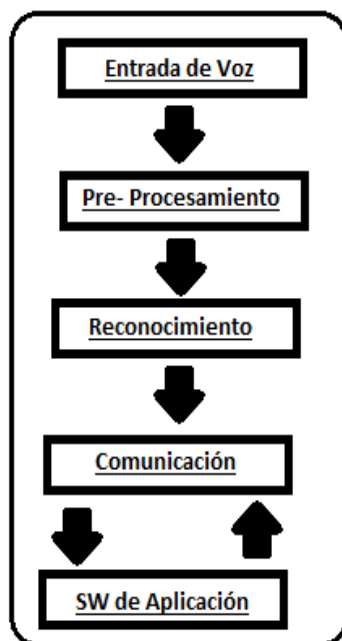 Entrada de Voz
Pre- Procesamiento
Reconocimiento
Comunicación
SW de Aplicación